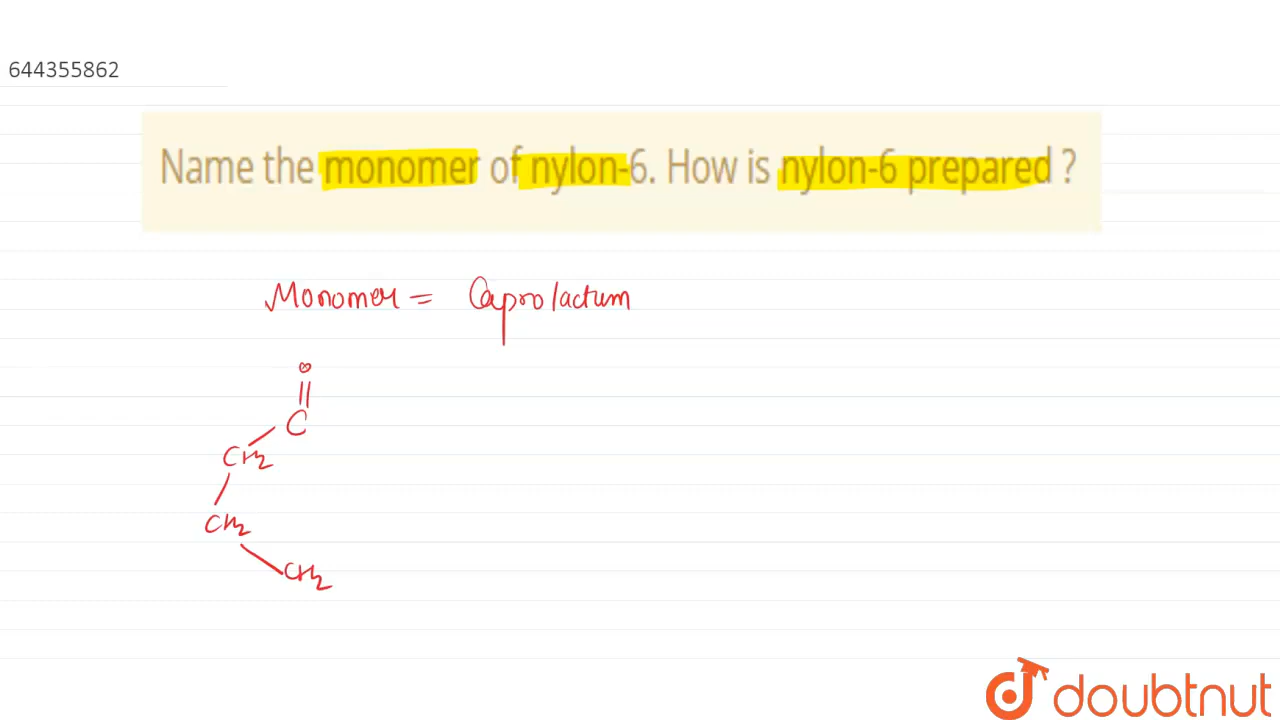 644355862
Name the monomer of nylon-6. How is nylon-6 prepared ?
Monomer = Caprolactum
O
C
CH2
CH2
CH2
doubtnut